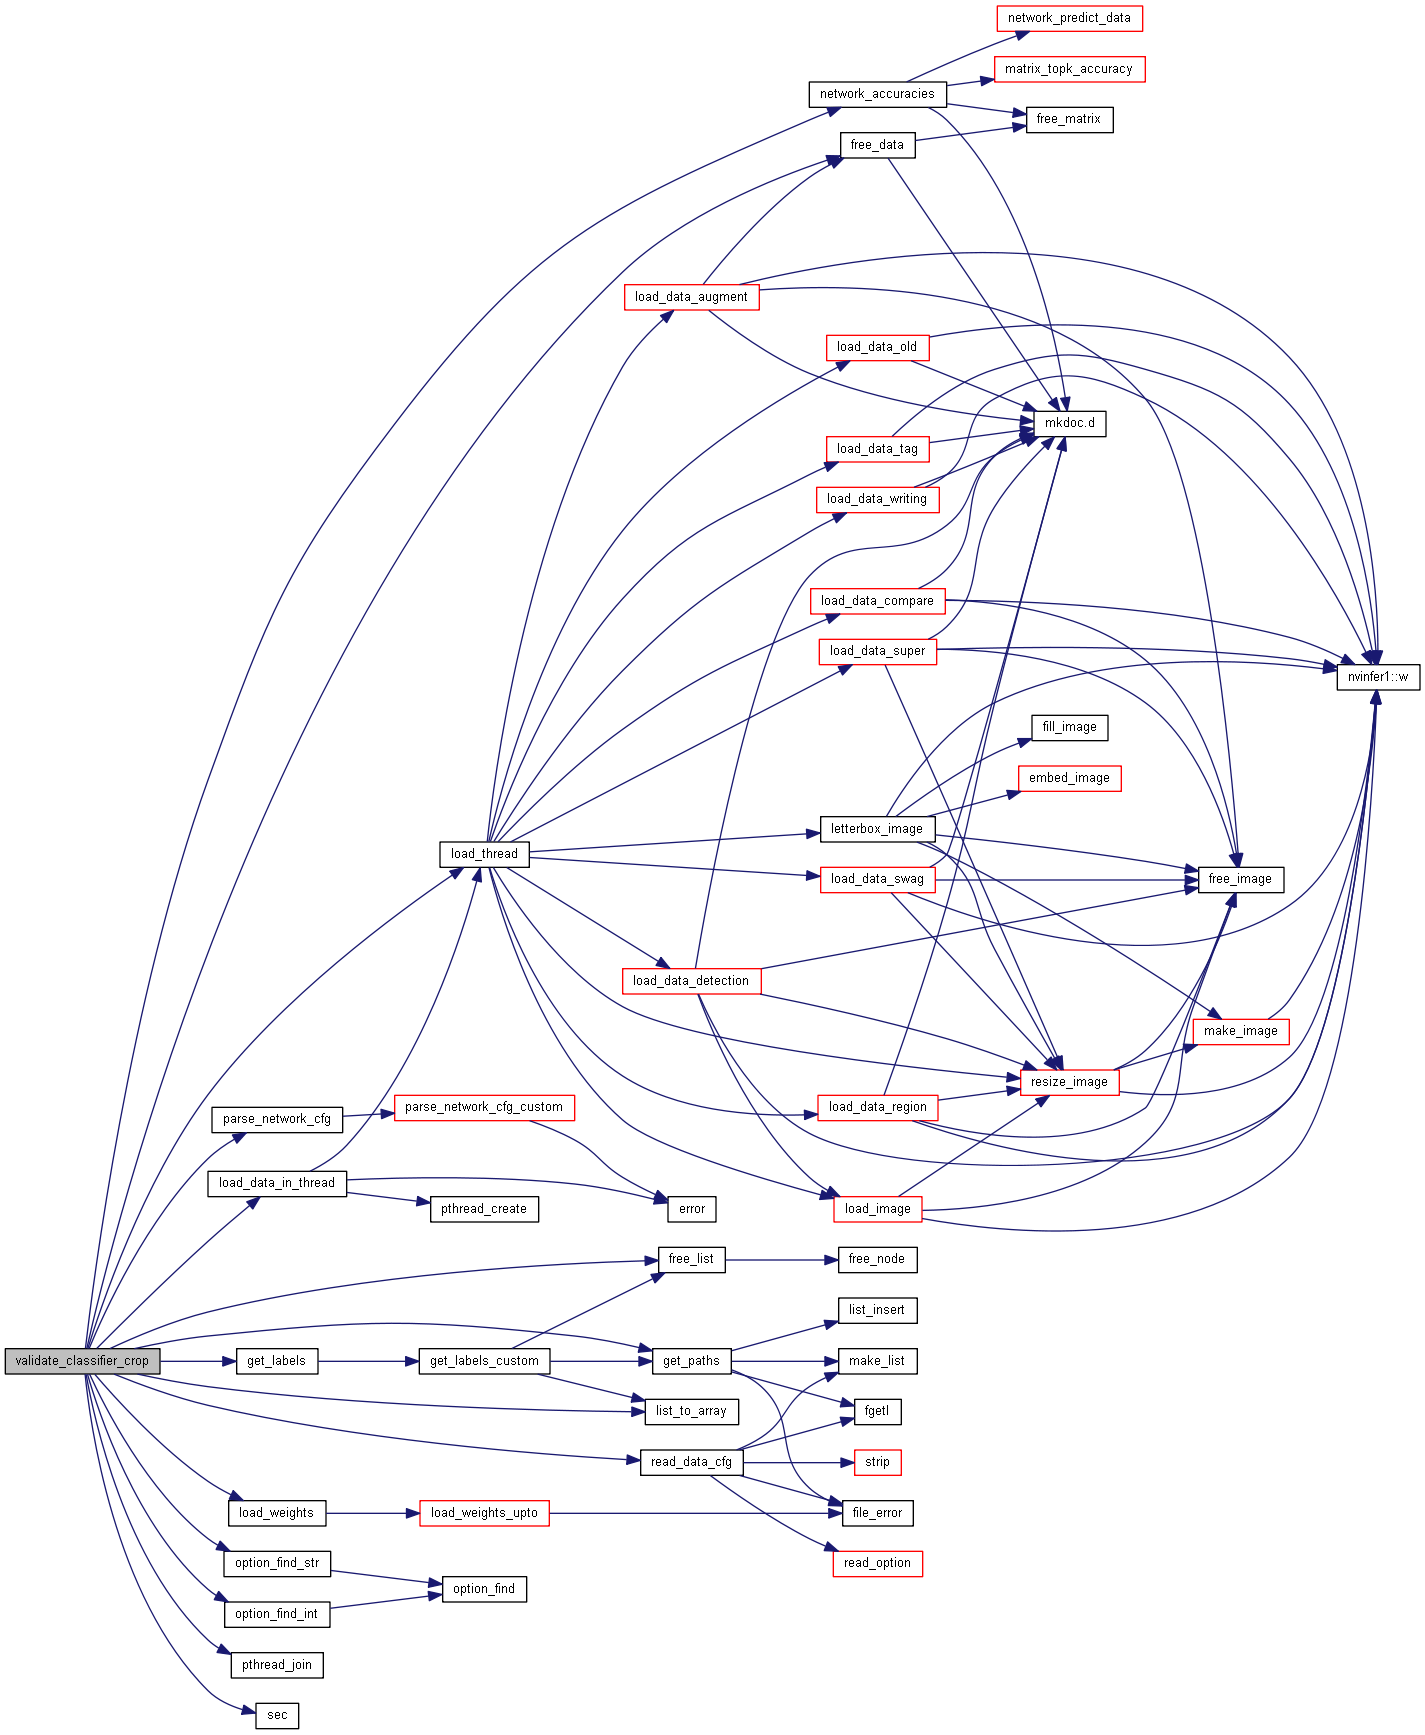 network_predict_data
matrix_topk_accuracy
network_accuracies
free_matrix
free_data
load_data_augment
load_data_old
mkdoc.d
load_data_tag
load_data_writing
load_data_compare
load_data_super
nvinfer1::w
fill_image
embed_image
letterbox_image
load_thread
load_data_swag
free_image
load_data_detection
make_image
resize_image
load_data_region
parse_network_cfg_custom
parse_network_cfg
load_data_in_thread
pthread_create
error
load_image
free_list
free_node
list_insert
validate_classifier_crop
get_labels
get_labels_custom
get_paths
make_list
list_to_array
fgetl
read_data_cfg
strip
load_weights
load_weights_upto
file_error
option_find_str
read_option
option_find
option_find_int
pthread_join
sec